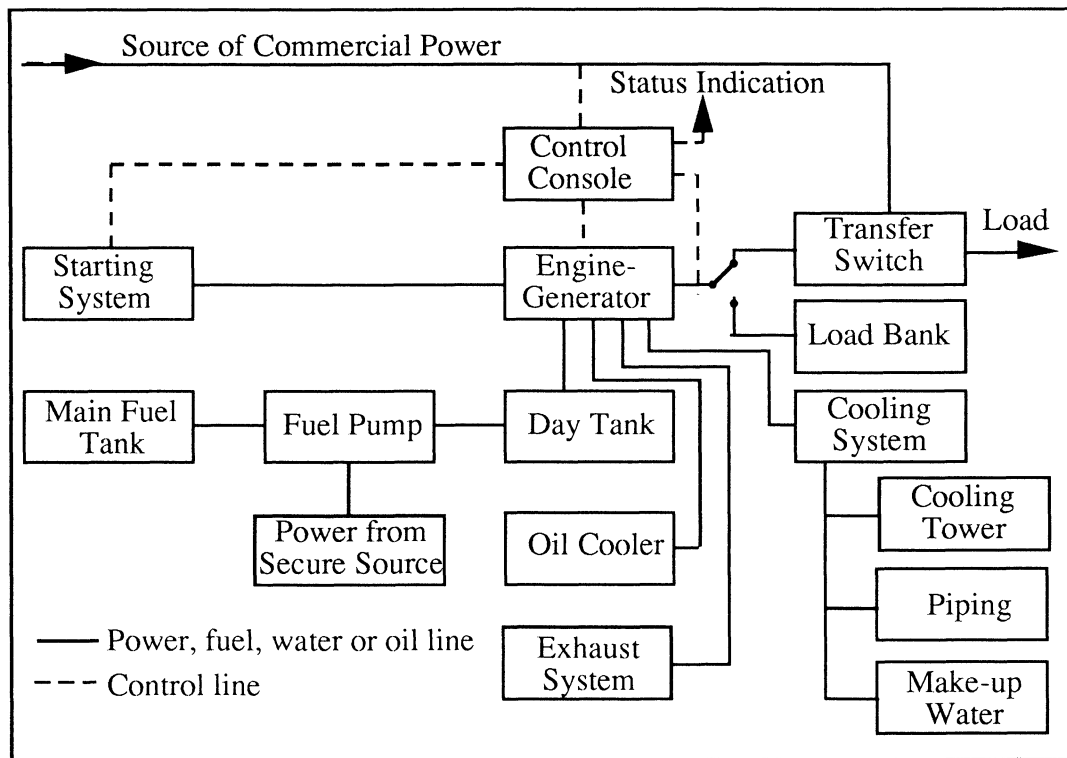 Source of Commercial Power
Status Indication
Control
Console
Load
Transfer
Switch
Starting
System
Engine-
Generator
Load Bank
Main Fuel
Tank
Fuel Pump
Day Tank
Cooling
System
Power from
Secure Source
Oil Cooler
Cooling
Tower
Piping
Power, fuel, water or oil line
Control line
Exhaust
System
Make-up
Water